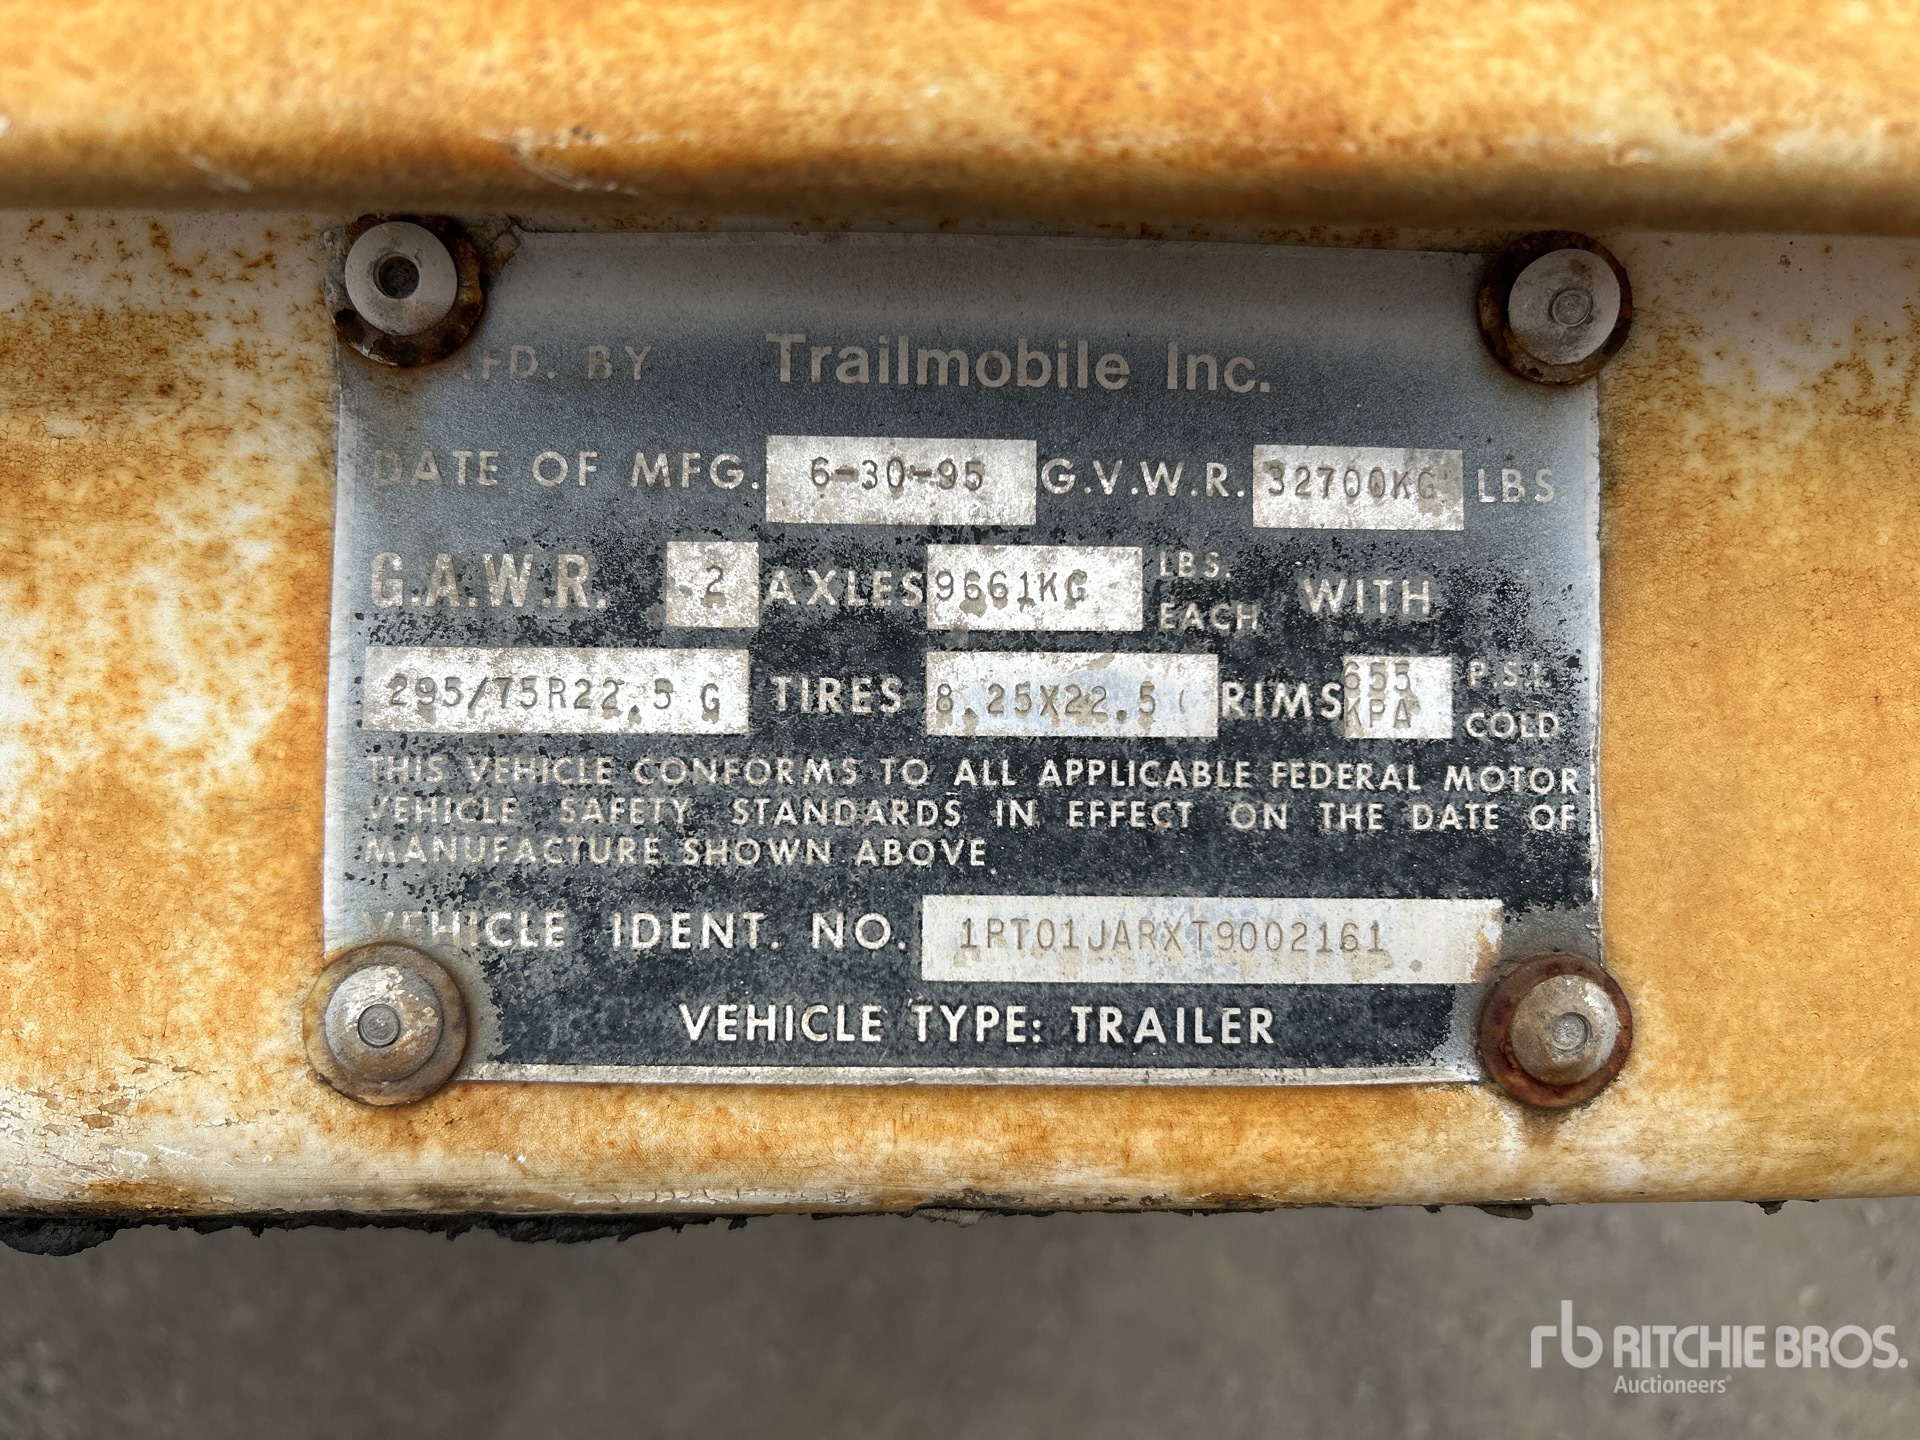 MFD. BY Trailmobile Inc.
DATE OF MFG. 6-30-95 G.V.W.R. 32700KG LBS
G.A.W.R. 2 AXLES 9661KG LBS. EACH WITH
295/75R22.5 G TIRES 8.25X22.5 RIMS 655 KPA P.S.I. COLD
THIS VEHICLE CONFORMS TO ALL APPLICABLE FEDERAL MOTOR
VEHICLE SAFETY STANDARDS IN EFFECT ON THE DATE OF
MANUFACTURE SHOWN ABOVE
VEHICLE IDENT. NO. 1PT01JARXT9002161
VEHICLE TYPE: TRAILER
rb RITCHIE BROS.
Auctioneers